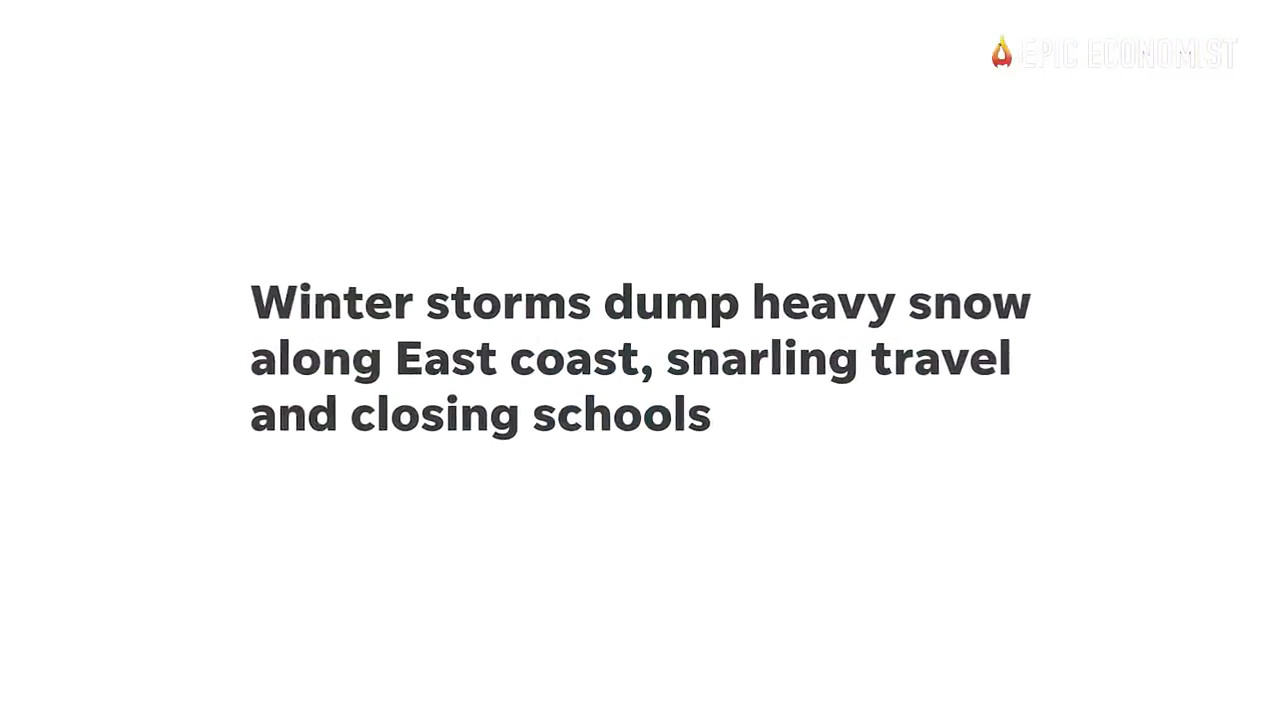 EPIC ECONOMIST
Winter storms dump heavy snow
along East coast, snarling travel
and closing schools